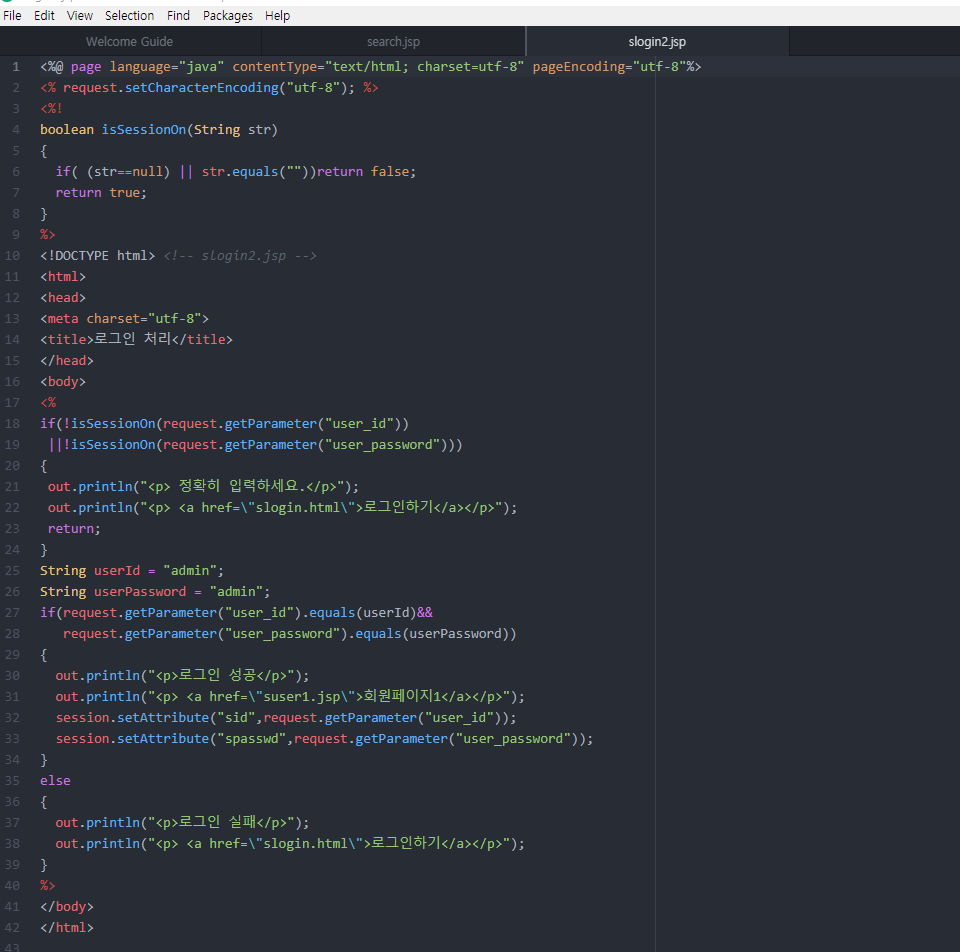 File Edit View Selection Find Packages Help
Welcome Guide search.jsp slogin2.jsp
1 <%@ page language="java" contentType="text/html; charset=utf-8" pageEncoding="utf-8"%>
2 <% request.setCharacterEncoding("utf-8"); %>
3 <%!
4 boolean isSessionOn(String str)
5 {
6 if( (str==null) || str.equals(""))return false;
7 return true;
8 }
9 %>
10 <!DOCTYPE html> <!-- slogin2.jsp -->
11 <html>
12 <head>
13 <meta charset="utf-8">
14 <title>로그인 처리</title>
15 </head>
16 <body>
17 <%
18 if(!isSessionOn(request.getParameter("user_id"))
19 ||!isSessionOn(request.getParameter("user_password")))
20 {
21 out.println("<p> 정확히 입력하세요.</p>");
22 out.println("<p> <a href=\"slogin.html\">로그인하기</a></p>");
23 return;
24 }
25 String userId = "admin";
26 String userPassword = "admin";
27 if(request.getParameter("user_id").equals(userId)&&
28 request.getParameter("user_password").equals(userPassword))
29 {
30 out.println("<p>로그인 성공</p>");
31 out.println("<p> <a href=\"suser1.jsp\">회원페이지1</a></p>");
32 session.setAttribute("sid",request.getParameter("user_id"));
33 session.setAttribute("spasswd",request.getParameter("user_password"));
34 }
35 else
36 {
37 out.println("<p>로그인 실패</p>");
38 out.println("<p> <a href=\"slogin.html\">로그인하기</a></p>");
39 }
40 %>
41 </body>
42 </html>
43